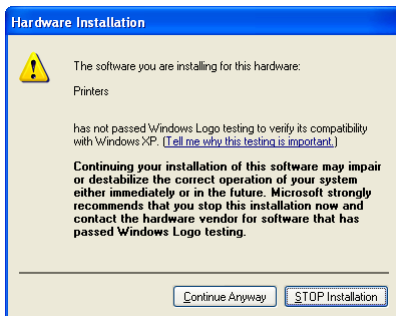 Hardware Installation
The software you are installing for this hardware:
Printers
has not passed Windows Logo testing to verify its compatibility
with Windows XP. (Tell me why this testing is important.)
Continuing your installation of this software may impair
or destabilize the correct operation of your system
either immediately or in the future. Microsoft strongly
recommends that you stop this installation now and
contact the hardware vendor for software that has
passed Windows Logo testing.
Continue Anyway
STOP Installation